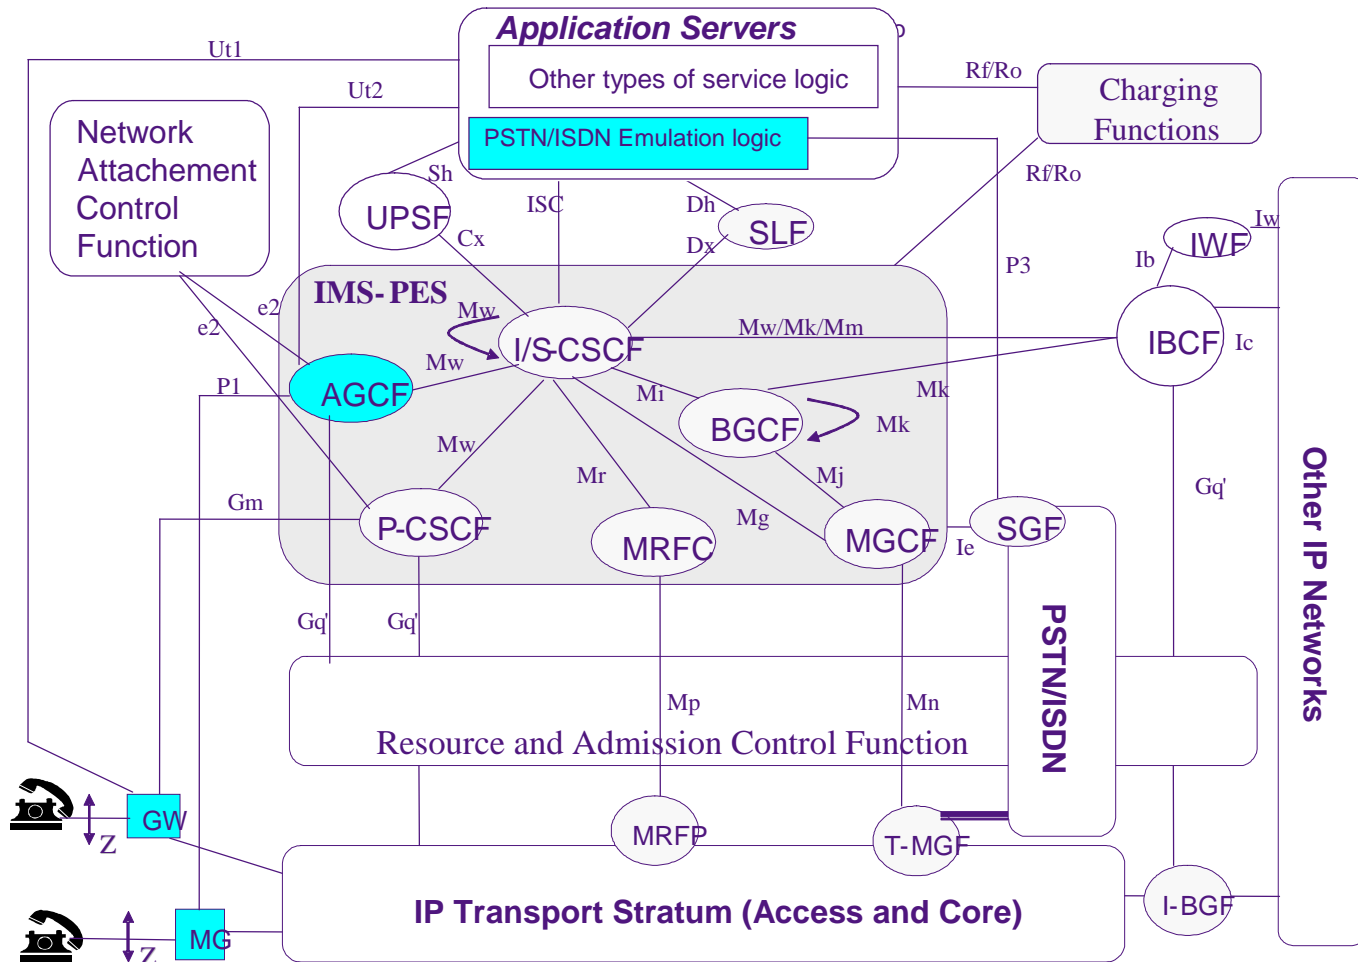 Application Servers
Ut1
Other types of service logic
Rf/Ro
Charging
Functions
Ut2
Network
Attachement
Control
Function
PSTN/ISDN Emulation logic
Sh
ISC
Dh
Rf/Ro
UPSF
SLF
Iw
IWF
Cx
Dx
Ib
P3
IMS-PES
e2
e2
Mw
Mw/Mk/Mm
I/S-CSCF
IBCF
Ic
Mw
P1
AGCF
Mi
Mk
BGCF
Mk
Mw
Mr
Mj
Gq'
Gm
P-CSCF
Mg
MRFC
MGCF
SGF
Ie
Other IP Networks
Gq'
Gq'
PSTN/ISDN
Mp
Mn
Resource and Admission Control Function
GW
Z
MRFP
T-MGF
IP Transport Stratum (Access and Core)
I-BGF
MG
Z